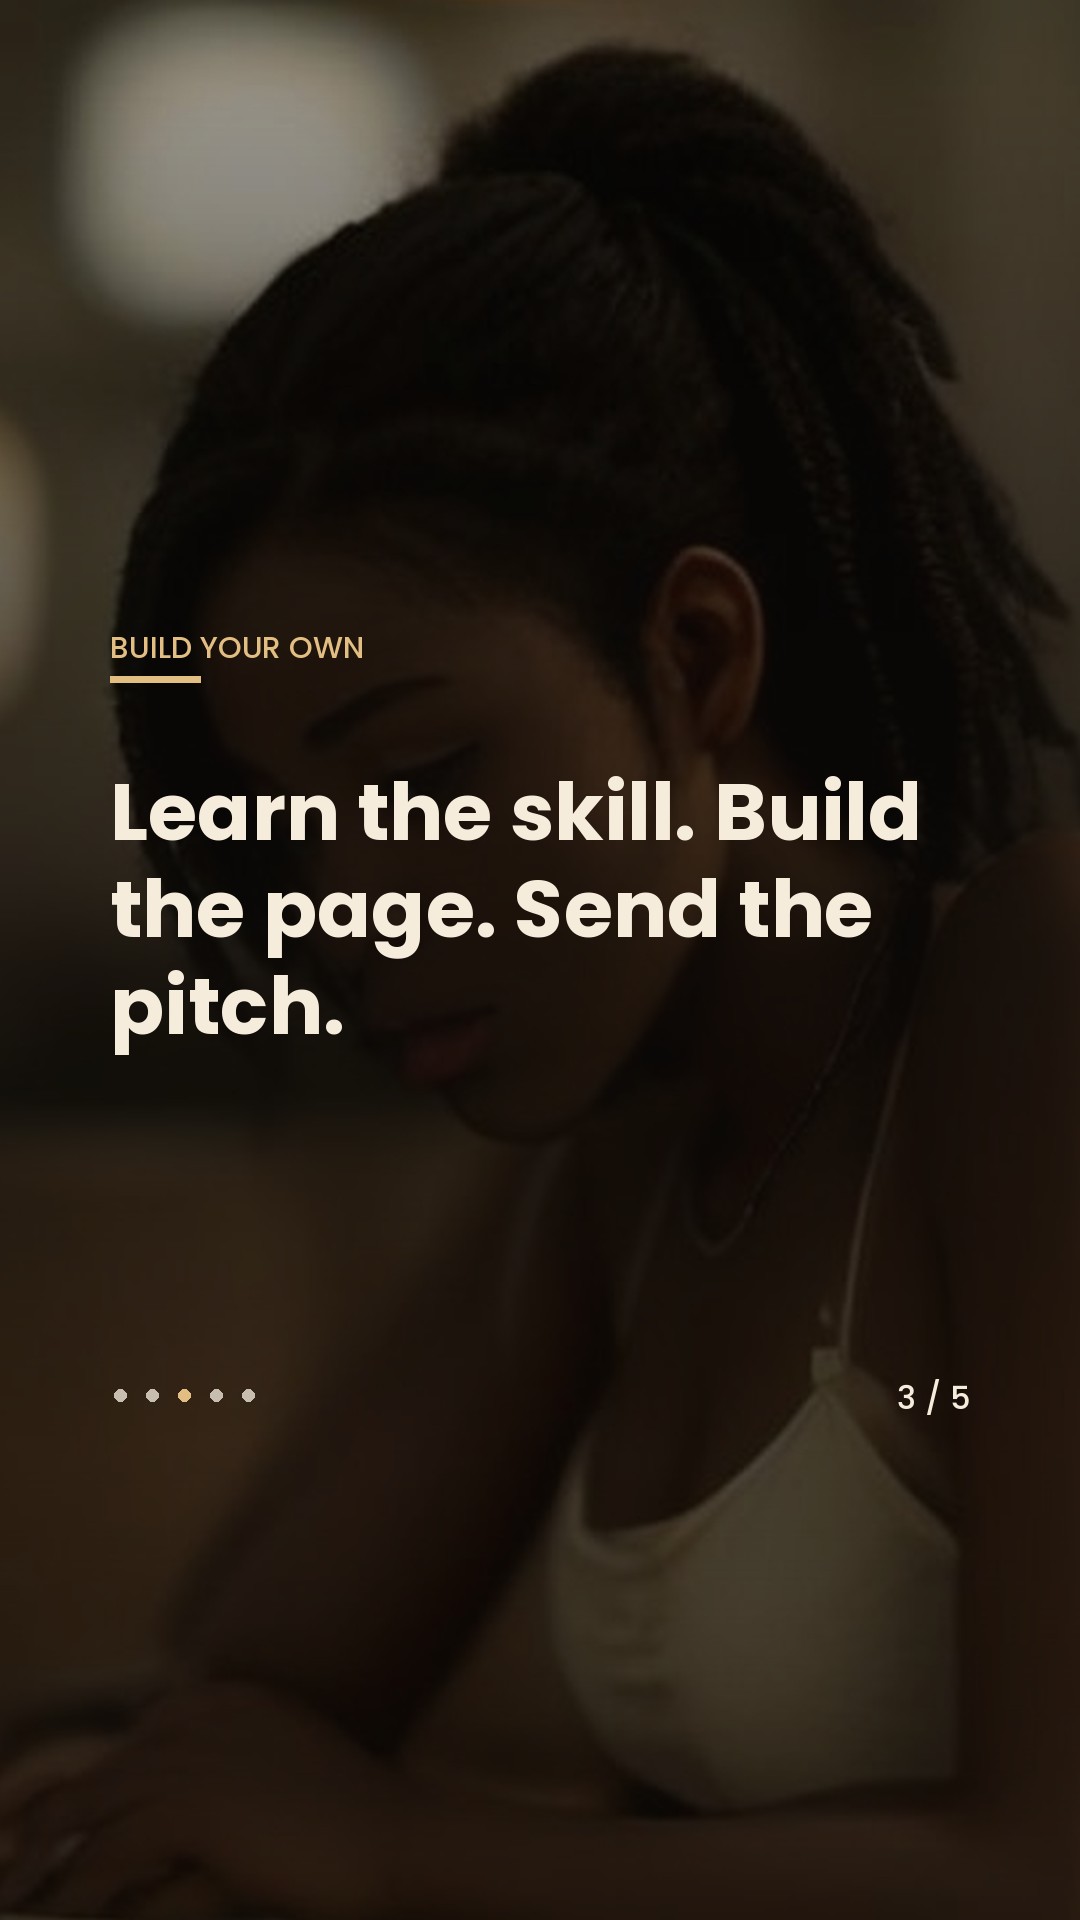 BUILD YOUR OWN
Learn the skill. Build
the page. Send the
pitch.
3 / 5